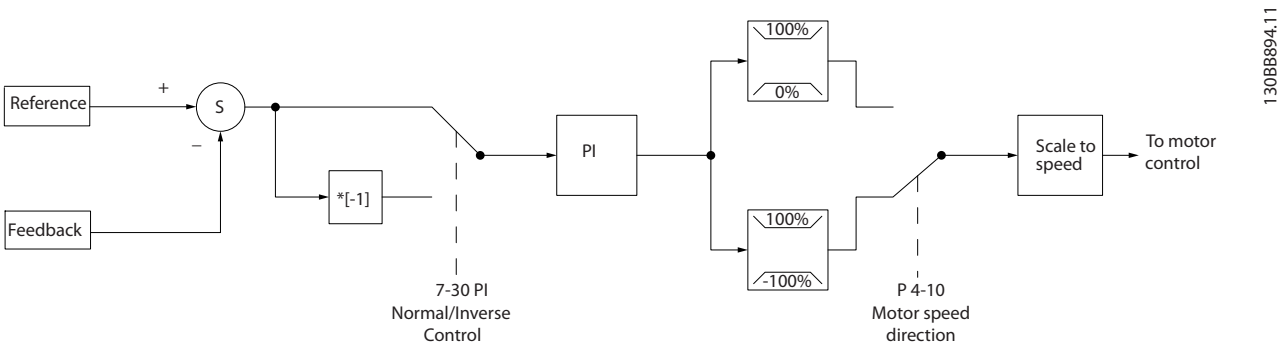 Reference
+
S
–
Feedback
*[-1]
7-30 PI
Normal/Inverse
Control
PI
100%
0%
100%
-100%
P 4-10
Motor speed
direction
Scale to
speed
To motor
control
130BB894.11